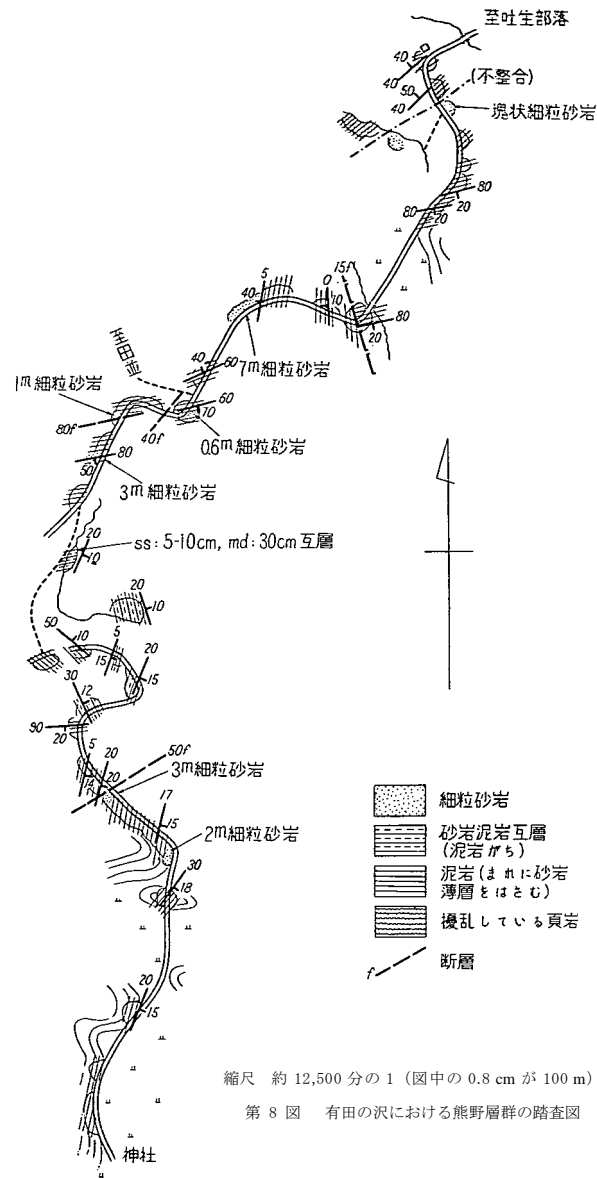 至吐生部落
40
40
(不整合)
50
40
塊状細粒砂岩
80
20
80
20
5
0
15f
40
10
80
20
至田並
40
60
7m細粒砂岩
1m細粒砂岩
60
70
80f
40f
0.6m細粒砂岩
80
50
3m細粒砂岩
20
10
ss: 5-10cm, md: 30cm 互層
20
10
50
10
5
15
20
15
30
12
90
20
5
14
20
20
50f
3m細粒砂岩
17
15
2m細粒砂岩
30
18
20
15
神社
細粒砂岩
砂岩泥岩互層
(泥岩がち)
泥岩(まれに砂岩
薄層をはさむ)
擾乱している頁岩
f
断層
縮尺 約 12,500 分の 1 (図中の 0.8 cm が 100 m)
第 8 図 有田の沢における熊野層群の踏査図